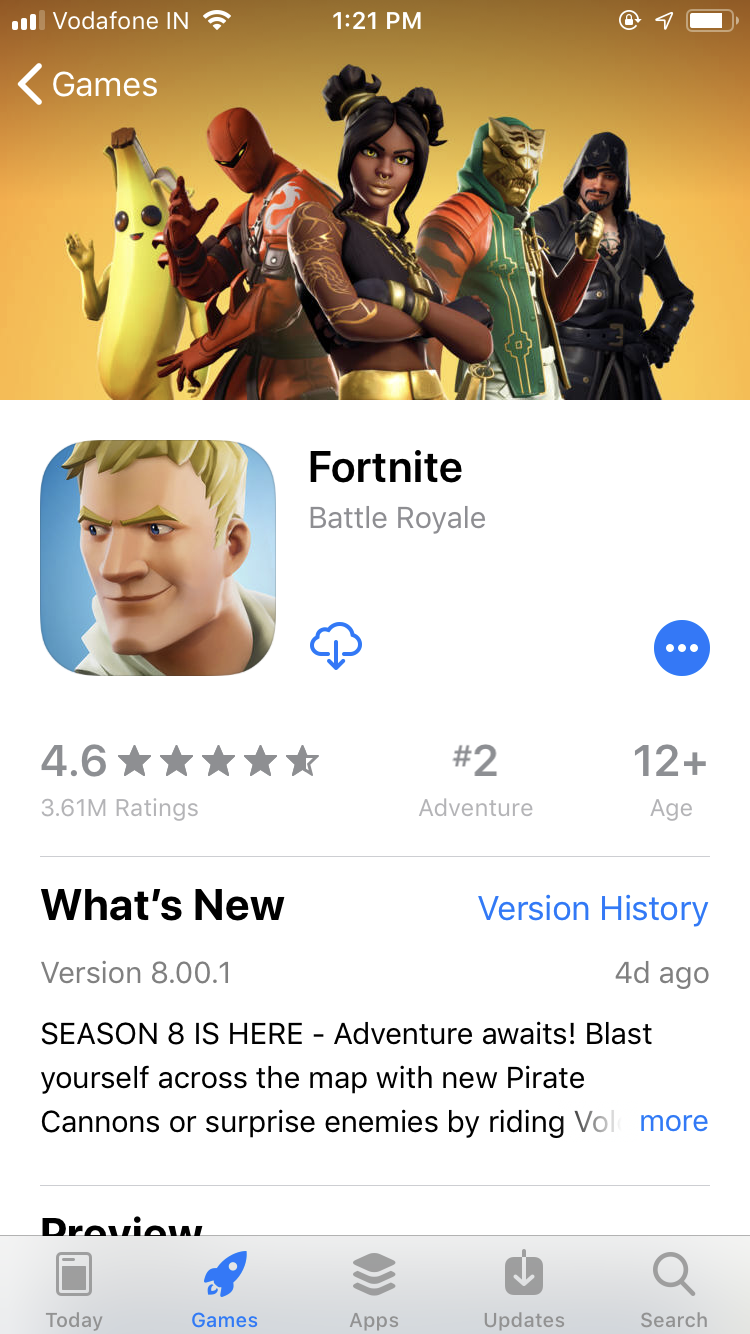 Vodafone IN 1:21 PM
Games
Fortnite
Battle Royale
4.6 #2 12+
3.61M Ratings Adventure Age
What's New Version History
Version 8.00.1 4d ago
SEASON 8 IS HERE - Adventure awaits! Blast
yourself across the map with new Pirate
Cannons or surprise enemies by riding more
Preview
Today Games Apps Updates Search